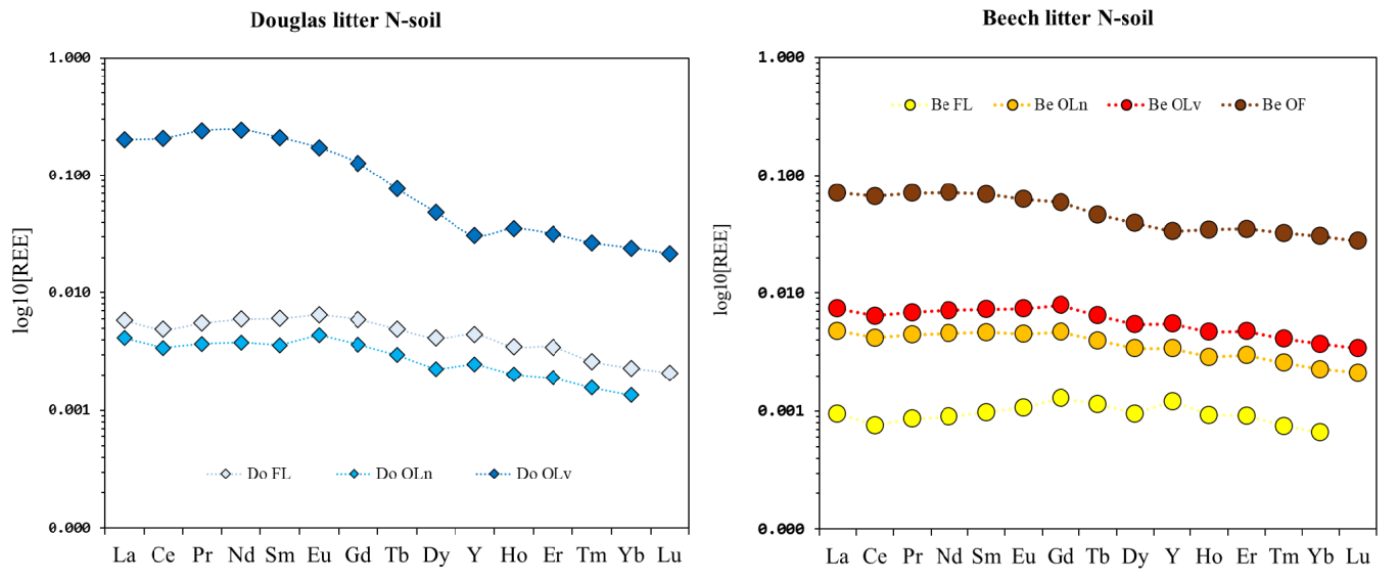 Douglas litter N-soil
1.000
0.100
0.010
0.001
0.000
log10[REE]
Do FL Do OLn Do OLv
La Ce Pr Nd Sm Eu Gd Tb Dy Y Ho Er Tm Yb Lu
Beech litter N-soil
1.000
0.100
0.010
0.001
0.000
log10[REE]
Be FL Be OLn Be OLv Be OF
La Ce Pr Nd Sm Eu Gd Tb Dy Y Ho Er Tm Yb Lu